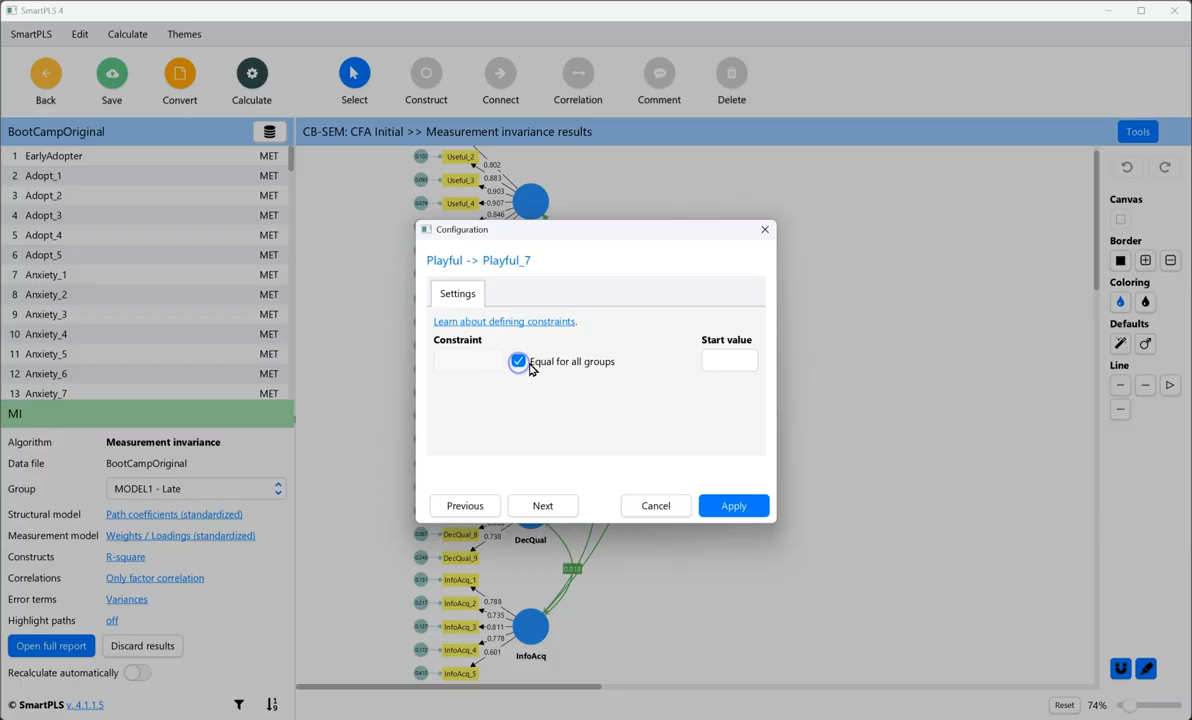 SmartPLS 4
SmartPLS Edit Calculate Themes
Back Save Convert Calculate Select Construct Connect Correlation Comment Delete
BootCampOriginal
CB-SEM: CFA Initial >> Measurement invariance results
Tools
1 EarlyAdopter MET
2 Adopt_1 MET
3 Adopt_2 MET
4 Adopt_3 MET
5 Adopt_4 MET
6 Adopt_5 MET
7 Anxiety_1 MET
8 Anxiety_2 MET
9 Anxiety_3 MET
10 Anxiety_4 MET
11 Anxiety_5 MET
12 Anxiety_6 MET
13 Anxiety_7 MET
MI
Algorithm Measurement invariance
Data file BootCampOriginal
Group MODEL1 - Late
Structural model Path coefficients (standardized)
Measurement model Weights / Loadings (standardized)
Constructs R-square
Correlations Only factor correlation
Error terms Variances
Highlight paths off
Open full report Discard results
Recalculate automatically
© SmartPLS v. 4.1.1.5
Useful_2
0.802
Useful_3
0.883
0.903
Useful_4
0.907
0.846
Configuration
Playful -> Playful_7
Settings
Learn about defining constraints.
Constraint Start value
Equal for all groups
Previous Next Cancel Apply
DecQual_8
0.738
DecQual
DecQual_9
0.818
InfoAcq_1
0.788
InfoAcq_2
0.735
InfoAcq_3
0.811
0.778
InfoAcq_4
0.601
InfoAcq
InfoAcq_5
Canvas
Border
Coloring
Defaults
Line
Reset 74%